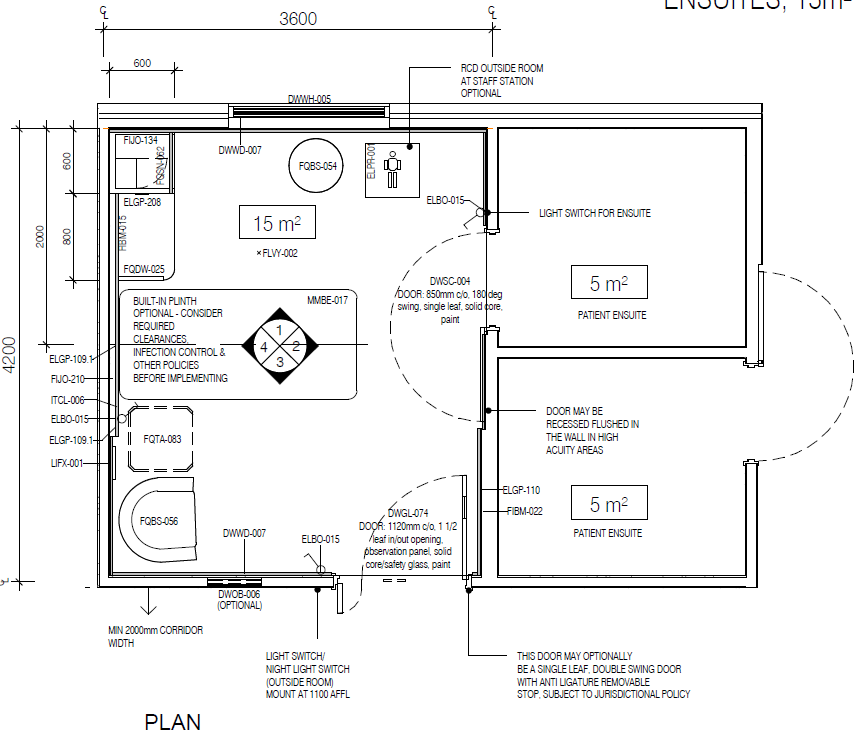 ENSUITES, 15m²
3600
600
RCD OUTSIDE ROOM
AT STAFF STATION
OPTIONAL
DWWH-005
DWWD-007
FIJO-134
FQSN-062
ELGP-208
HBM-015
FQDW-025
FQBS-054
ELPR-001
15 m²
×FLVY-002
ELBO-015
LIGHT SWITCH FOR ENSUITE
600
800
2000
4200
DWSC-004
DOOR: 850mm c/o, 180 deg
swing, single leaf, solid core,
paint
5 m²
PATIENT ENSUITE
BUILT-IN PLINTH
OPTIONAL - CONSIDER
REQUIRED
CLEARANCES,
INFECTION CONTROL &
OTHER POLICIES
BEFORE IMPLEMENTING
MMBE-017
1
4 2
3
ELGP-109.1
FIJO-210
ITCL-006
ELBO-015
ELGP-109.1
LIFX-001
FQTA-083
FQBS-056
DOOR MAY BE
RECESSED FLUSHED IN
THE WALL IN HIGH
ACUITY AREAS
ELGP-110
FIBM-022
5 m²
PATIENT ENSUITE
DWGL-074
DOOR: 1120mm c/o, 1 1/2
leaf in/out opening,
observation panel, solid
core/safety glass, paint
DWWD-007
ELBO-015
DWOB-006
(OPTIONAL)
MIN 2000mm CORRIDOR
WIDTH
LIGHT SWITCH/
NIGHT LIGHT SWITCH
(OUTSIDE ROOM)
MOUNT AT 1100 AFFL
THIS DOOR MAY OPTIONALLY
BE A SINGLE LEAF, DOUBLE SWING DOOR
WITH ANTI LIGATURE REMOVABLE
STOP, SUBJECT TO JURISDICTIONAL POLICY
PLAN